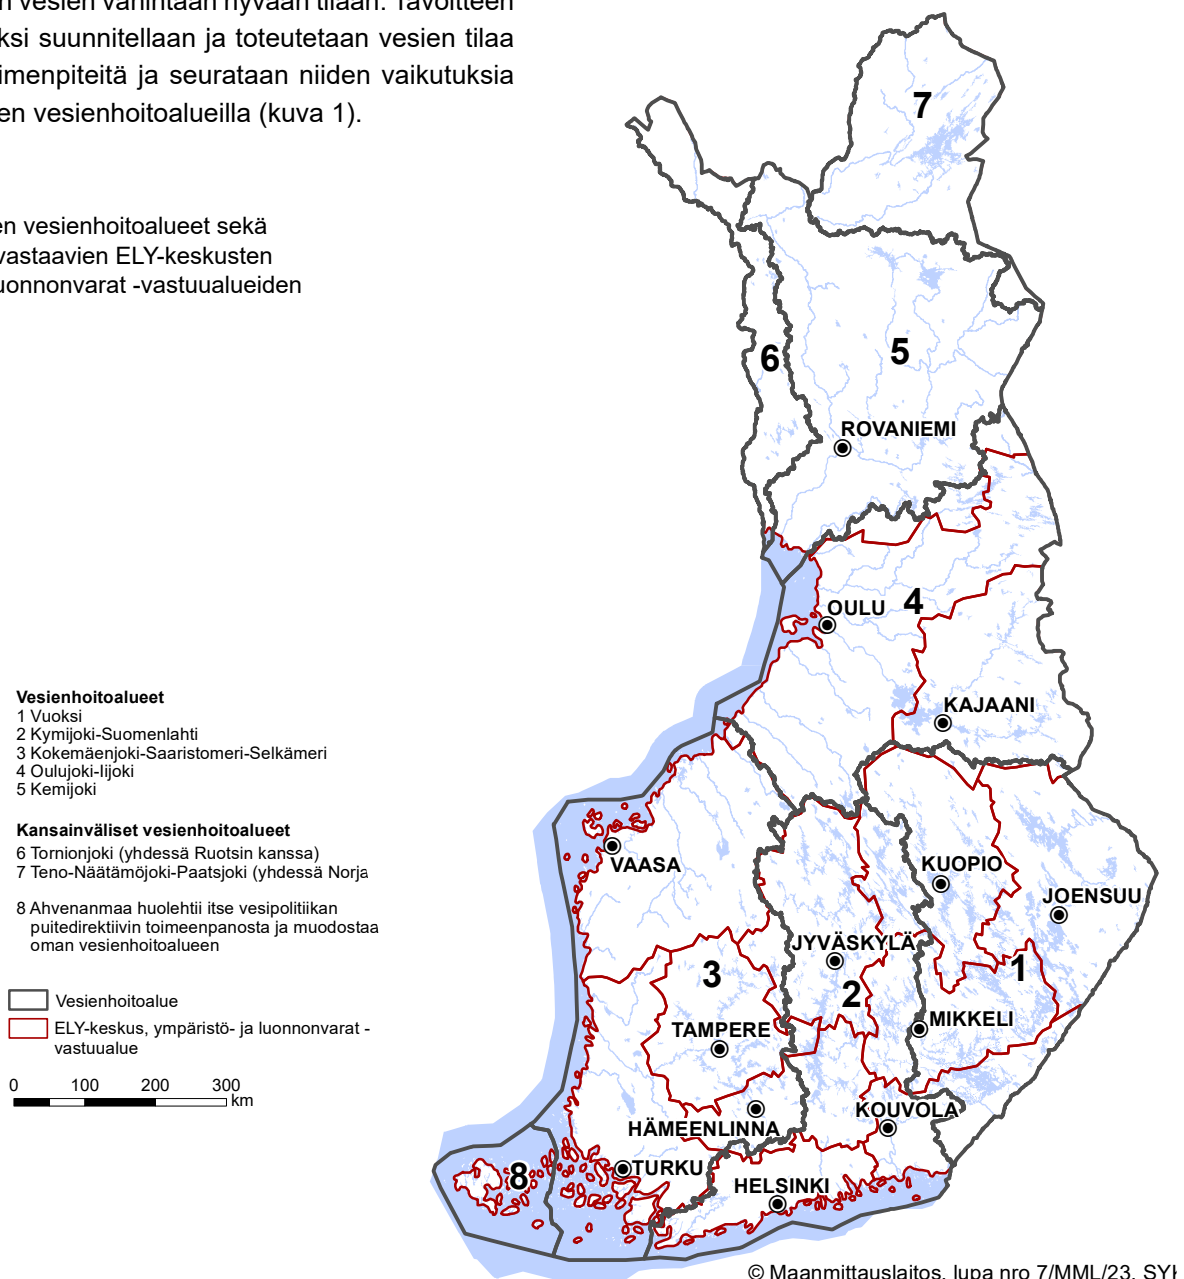 n vesien vähintään hyvään tilaan. Tavoitteen
ksi suunnitellaan ja toteutetaan vesien tilaa
imenpiteitä ja seurataan niiden vaikutuksia
en vesienhoitoalueilla (kuva 1).
en vesienhoitoalueet sekä
vastaavien ELY-keskusten
uonnonvarat -vastuualueiden
7
6
5
ROVANIEMI
OULU
4
KAJAANI
VAASA
KUOPIO
JOENSUU
JYVÄSKYLÄ
3
2
1
TAMPERE
MIKKELI
HÄMEENLINNA
KOUVOLA
TURKU
8
HELSINKI
Vesienhoitoalueet
1 Vuoksi
2 Kymijoki-Suomenlahti
3 Kokemäenjoki-Saaristomeri-Selkämeri
4 Oulujoki-Iijoki
5 Kemijoki
Kansainväliset vesienhoitoalueet
6 Tornionjoki (yhdessä Ruotsin kanssa)
7 Teno-Näätämöjoki-Paatsjoki (yhdessä Norja
8 Ahvenanmaa huolehtii itse vesipolitiikan
puitedirektiivin toimeenpanosta ja muodostaa
oman vesienhoitoalueen
Vesienhoitoalue
ELY-keskus, ympäristö- ja luonnonvarat -
vastuualue
0 100 200 300
km
© Maanmittauslaitos, lupa nro 7/MML/23, SYK